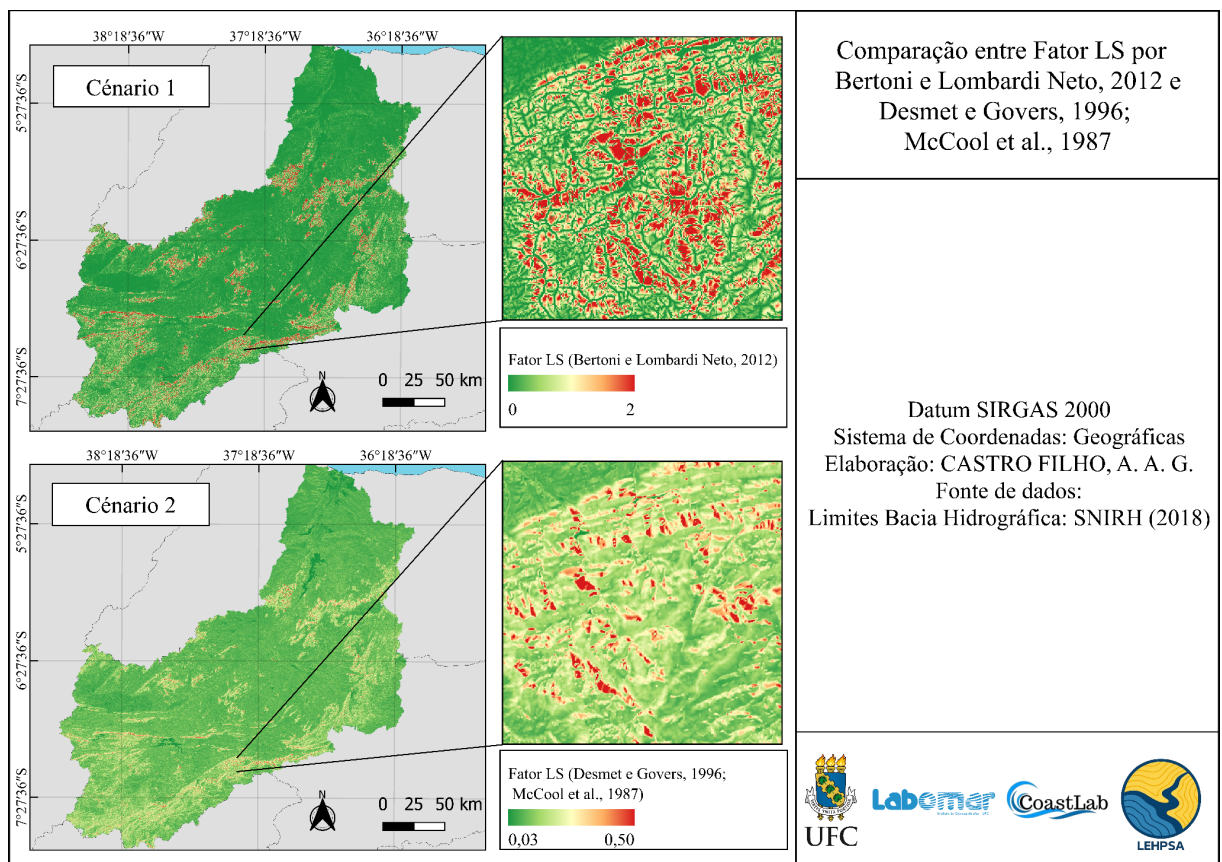 38°18'36"W 37°18'36"W 36°18'36"W
Cénario 1
5°27'36"S
6°27'36"S
7°27'36"S
N
0 25 50 km
Fator LS (Bertoni e Lombardi Neto, 2012)
0 2
38°18'36"W 37°18'36"W 36°18'36"W
Cénario 2
5°27'36"S
6°27'36"S
7°27'36"S
N
0 25 50 km
Fator LS (Desmet e Govers, 1996;
McCool et al., 1987)
0,03 0,50
Comparação entre Fator LS por
Bertoni e Lombardi Neto, 2012 e
Desmet e Govers, 1996;
McCool et al., 1987
Datum SIRGAS 2000
Sistema de Coordenadas: Geográficas
Elaboração: CASTRO FILHO, A. A. G.
Fonte de dados:
Limites Bacia Hidrográfica: SNIRH (2018)
UFC
Labomar
CoastLab
LEHPSA